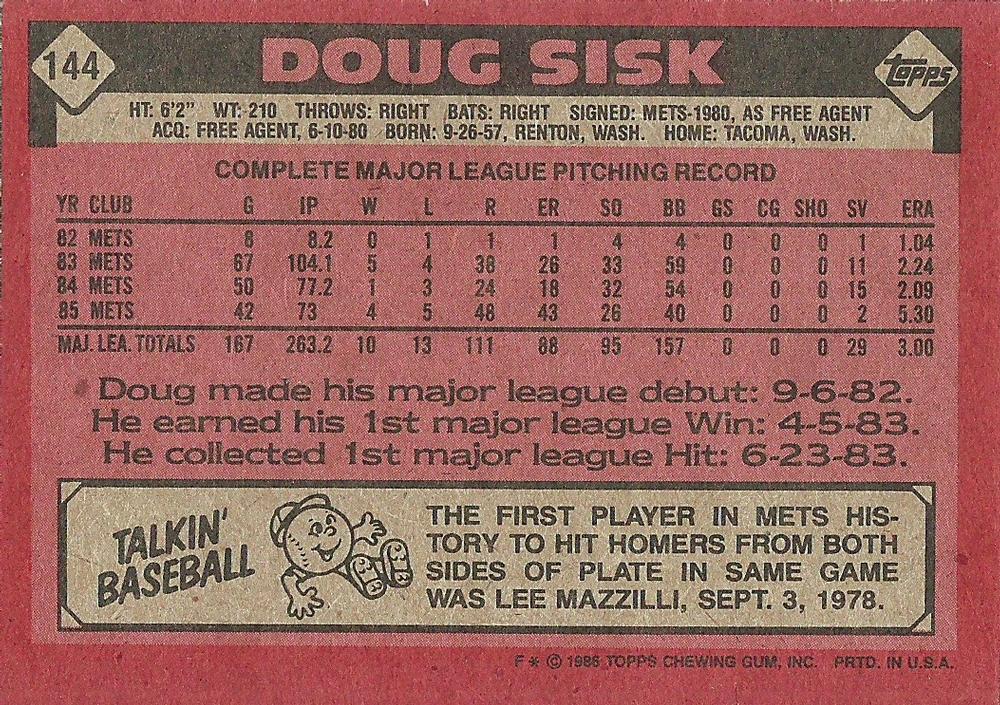 144
DOUG SISK
TOPPS
HT: 6'2" WT: 210 THROWS: RIGHT BATS: RIGHT SIGNED: METS-1980, AS FREE AGENT
ACQ: FREE AGENT, 6-10-80 BORN: 9-26-57, RENTON, WASH. HOME: TACOMA, WASH.
COMPLETE MAJOR LEAGUE PITCHING RECORD
YR CLUB G IP W L R ER SO BB GS CG SHO SV ERA
82 METS 8 8.2 0 1 1 1 4 4 0 0 0 1 1.04
83 METS 67 104.1 5 4 38 26 33 59 0 0 0 11 2.24
84 METS 50 77.2 1 3 24 18 32 54 0 0 0 15 2.09
85 METS 42 73 4 5 48 43 26 40 0 0 0 2 5.30
MAJ. LEA. TOTALS 167 263.2 10 13 111 88 95 157 0 0 0 29 3.00
Doug made his major league debut: 9-6-82.
He earned his 1st major league Win: 4-5-83.
He collected 1st major league Hit: 6-23-83.
TALKIN'
BASEBALL
THE FIRST PLAYER IN METS HIS-
TORY TO HIT HOMERS FROM BOTH
SIDES OF PLATE IN SAME GAME
WAS LEE MAZZILLI, SEPT. 3, 1978.
F * © 1986 TOPPS CHEWING GUM, INC. PRTD. IN U.S.A.